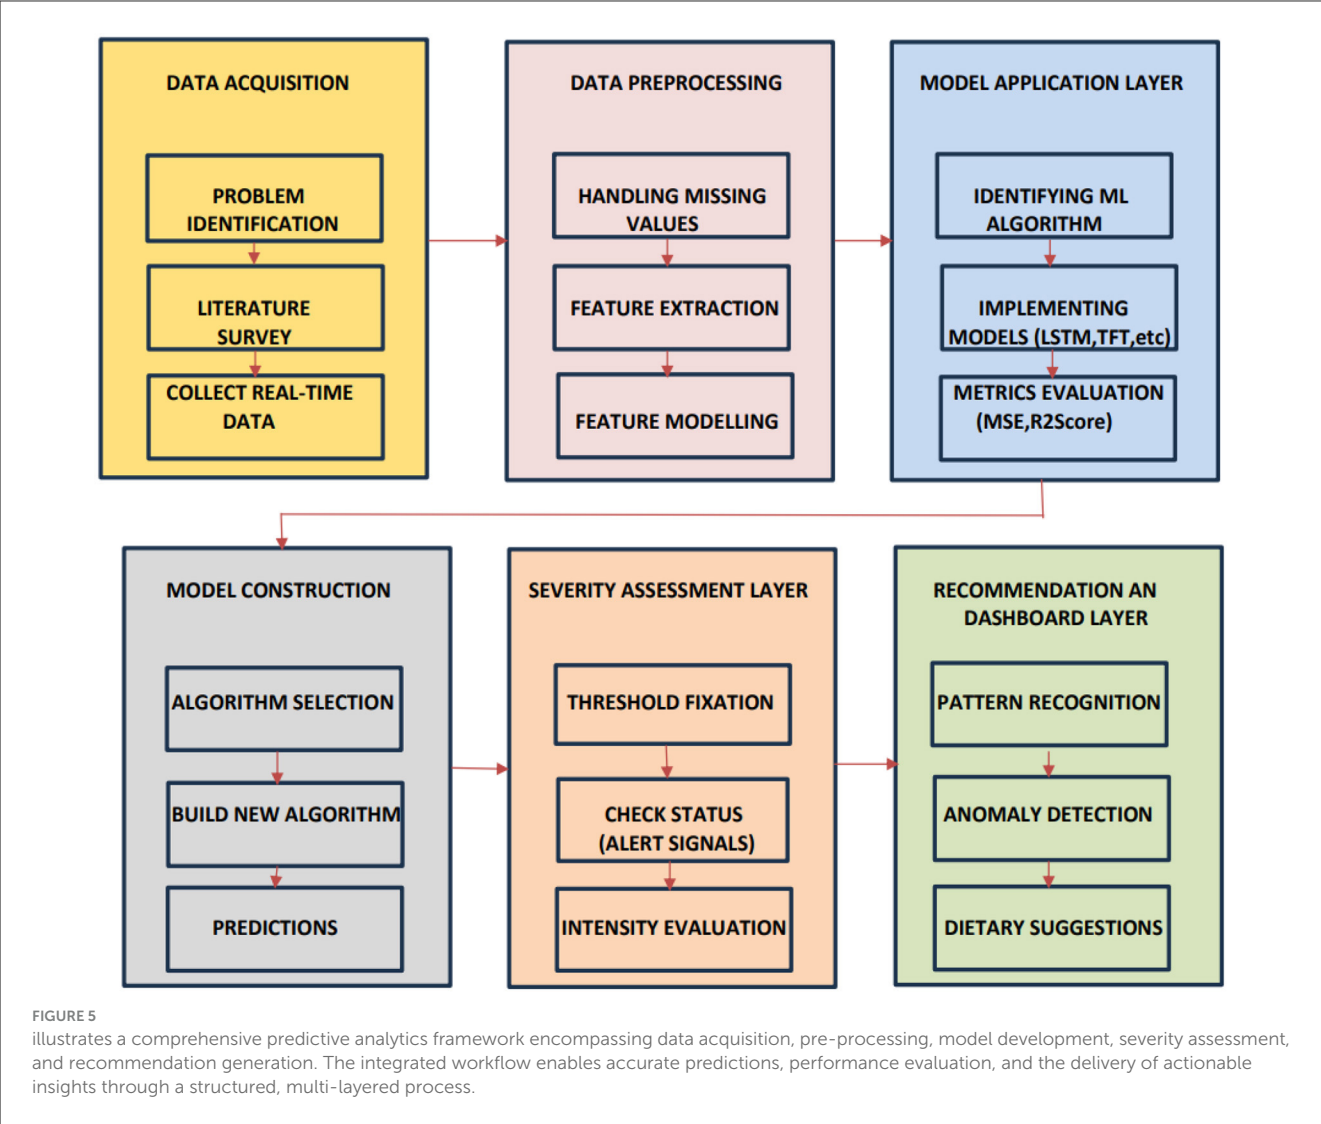 DATA ACQUISITION
PROBLEM
IDENTIFICATION
LITERATURE
SURVEY
COLLECT REAL-TIME
DATA
DATA PREPROCESSING
HANDLING MISSING
VALUES
FEATURE EXTRACTION
FEATURE MODELLING
MODEL APPLICATION LAYER
IDENTIFYING ML
ALGORITHM
IMPLEMENTING
MODELS (LSTM,TFT,etc)
METRICS EVALUATION
(MSE,R2Score)
MODEL CONSTRUCTION
ALGORITHM SELECTION
BUILD NEW ALGORITHM
PREDICTIONS
SEVERITY ASSESSMENT LAYER
THRESHOLD FIXATION
CHECK STATUS
(ALERT SIGNALS)
INTENSITY EVALUATION
RECOMMENDATION AN
DASHBOARD LAYER
PATTERN RECOGNITION
ANOMALY DETECTION
DIETARY SUGGESTIONS
FIGURE 5
illustrates a comprehensive predictive analytics framework encompassing data acquisition, pre-processing, model development, severity assessment,
and recommendation generation. The integrated workflow enables accurate predictions, performance evaluation, and the delivery of actionable
insights through a structured, multi-layered process.